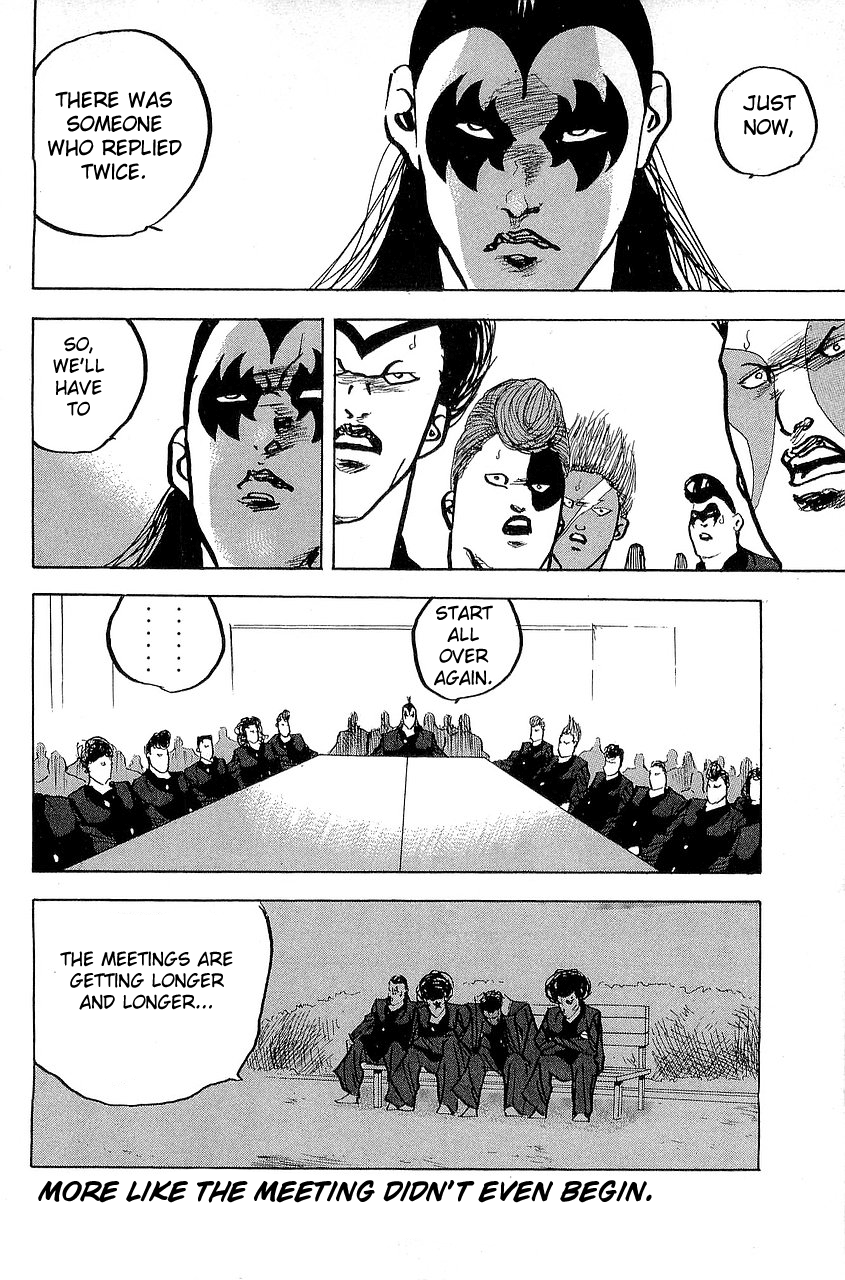 JUST
NOW,
THERE WAS
SOMEONE
WHO REPLIED
TWICE.
SO,
WE'LL
HAVE
TO
START
ALL
OVER
AGAIN.
THE MEETINGS ARE
GETTING LONGER
AND LONGER...
MORE LIKE THE MEETING DIDN'T EVEN BEGIN.